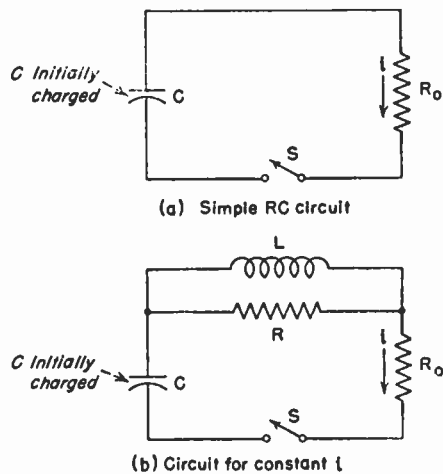 C Initially
charged
C
i
R₀
S
(a) Simple RC circuit
L
R
C Initially
charged
C
i
R₀
S
(b) Circuit for constant i